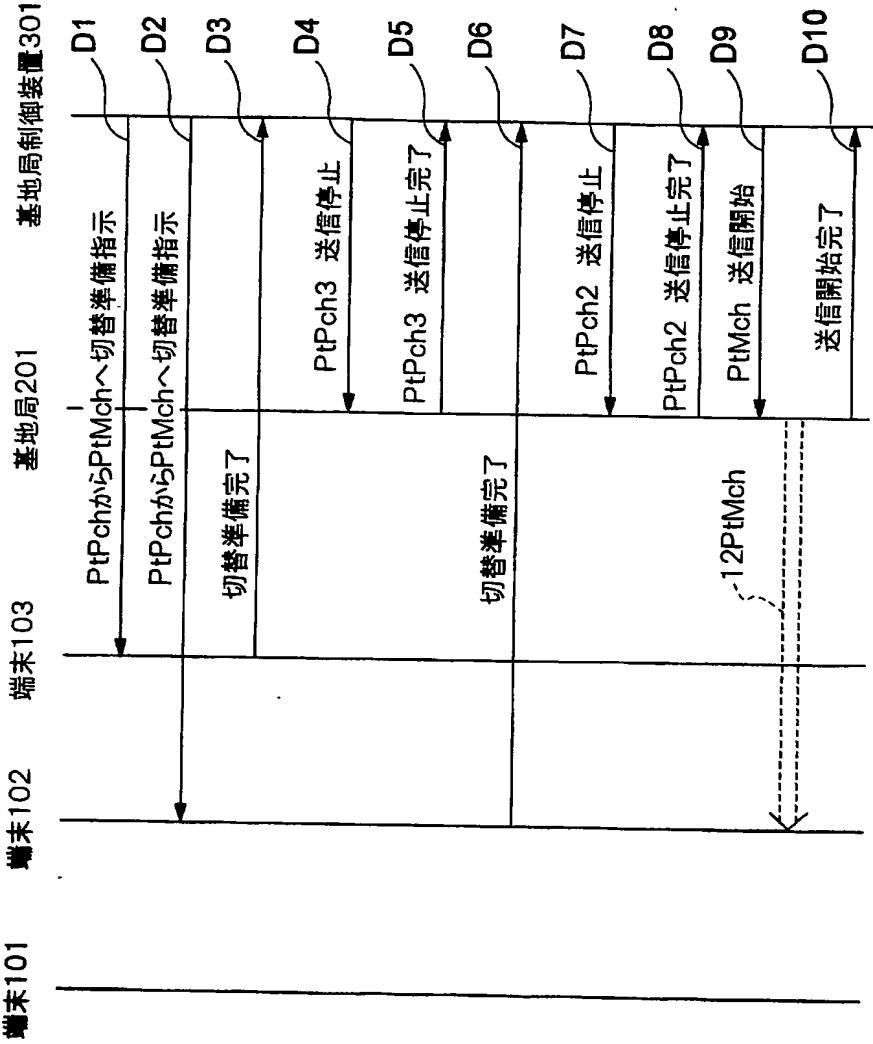 端末101
端末102
端末103
基地局201
基地局制御装置301
PtPchからPtMchへ切替準備指示
D1
PtPchからPtMchへ切替準備指示
D2
切替準備完了
D3
PtPch3 送信停止
D4
PtPch3 送信停止完了
D5
切替準備完了
D6
PtPch2 送信停止
D7
PtPch2 送信停止完了
D8
PtMch 送信開始
D9
12PtMch
送信開始完了
D10